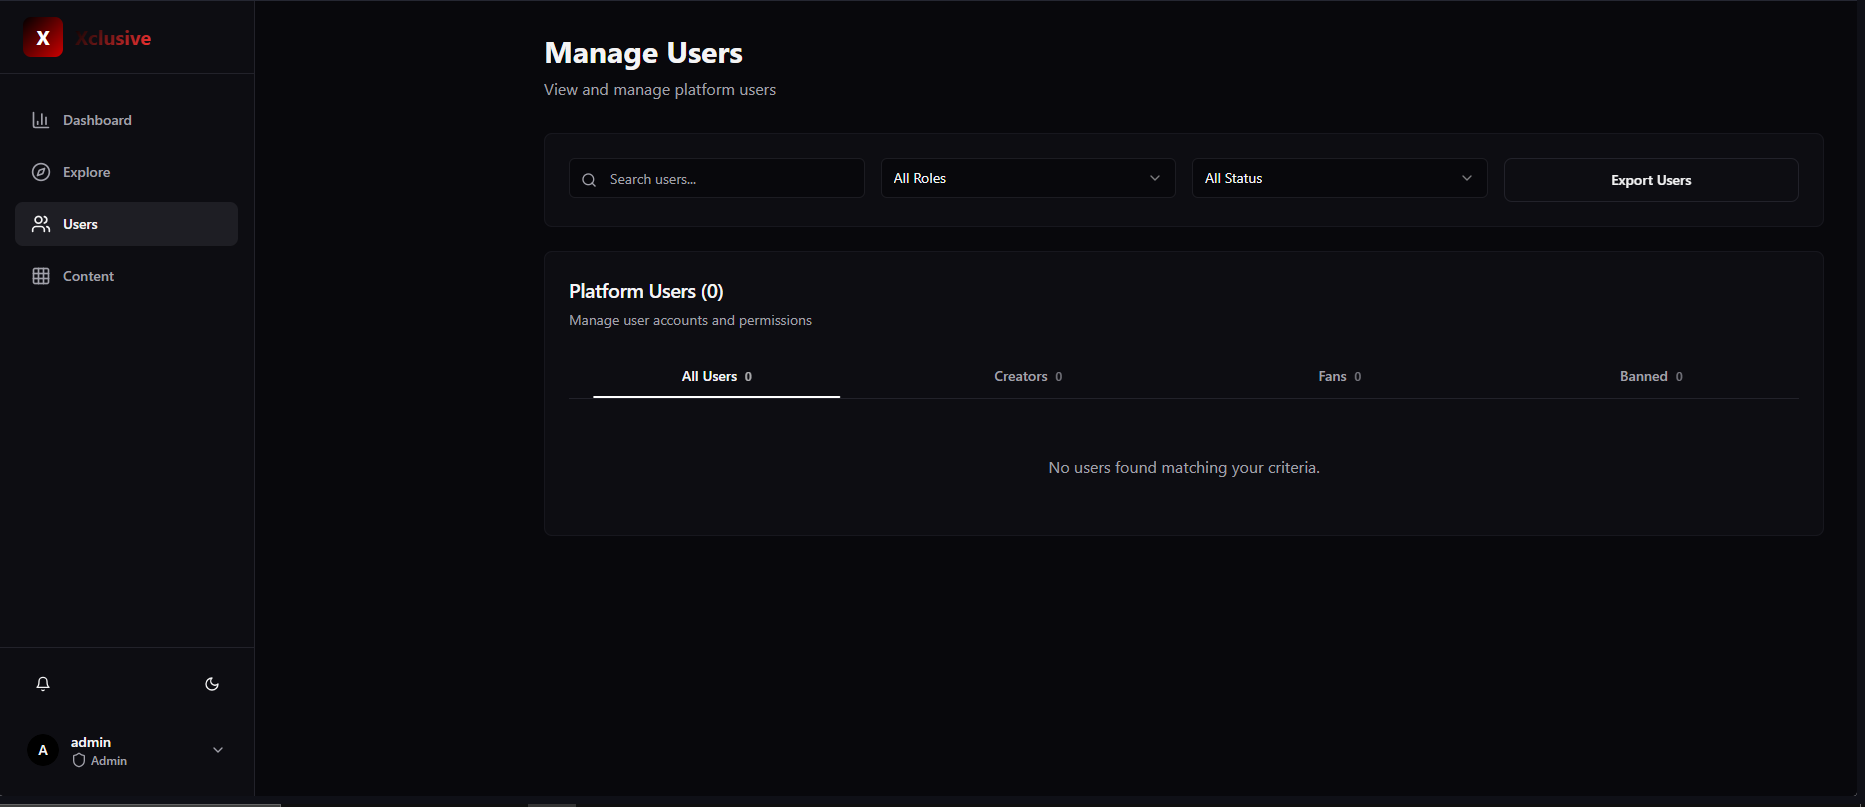 X Xclusive
Dashboard
Explore
Users
Content
A admin
Admin
Manage Users
View and manage platform users
Search users...
All Roles
All Status
Export Users
Platform Users (0)
Manage user accounts and permissions
All Users 0
Creators 0
Fans 0
Banned 0
No users found matching your criteria.